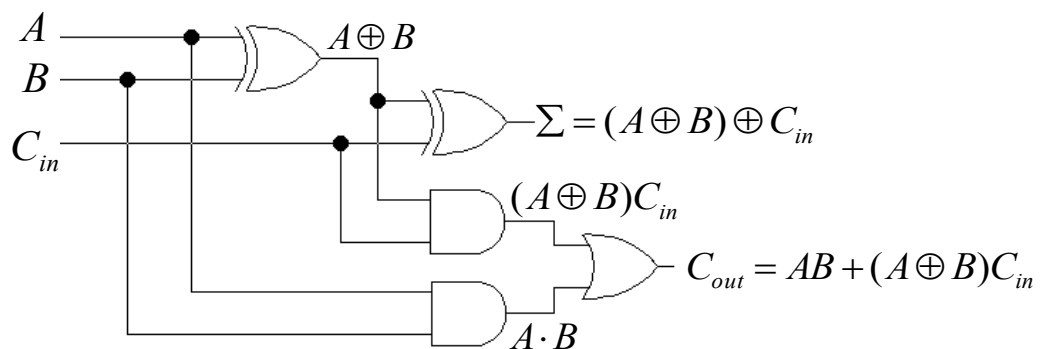 A
A ⊕ B
B
∑ = (A ⊕ B) ⊕ C_in
C_in
(A ⊕ B)C_in
C_out = AB + (A ⊕ B)C_in
A · B